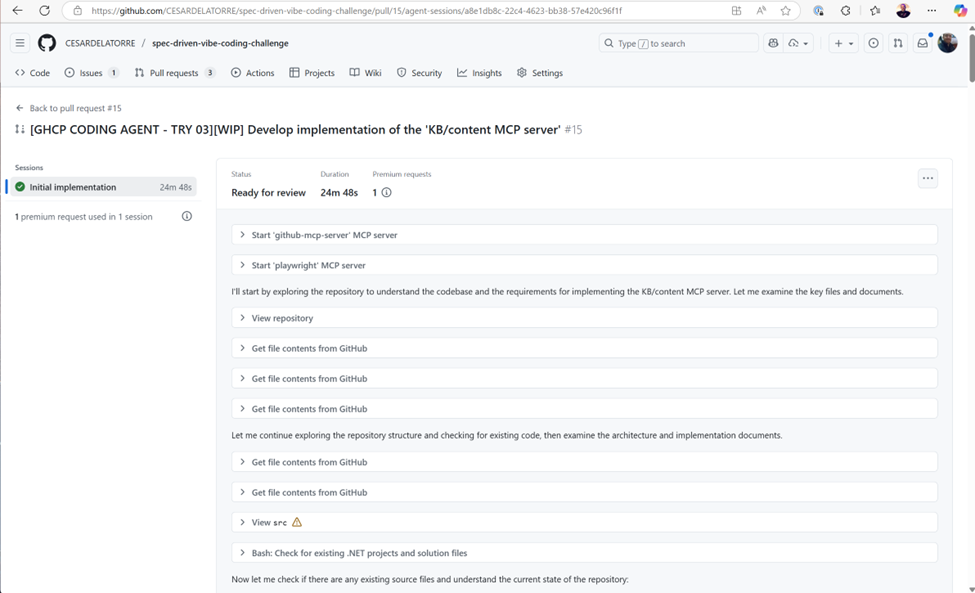 https://github.com/CESARDELATORRE/spec-driven-vibe-coding-challenge/pull/15/agent-sessions/a8e1db8c-22c4-4623-bb38-57e420c96f1f
CESARDELATORRE / spec-driven-vibe-coding-challenge
Type / to search
Code
Issues 1
Pull requests 3
Actions
Projects
Wiki
Security
Insights
Settings
Back to pull request #15
[GHCP CODING AGENT - TRY 03][WIP] Develop implementation of the 'KB/content MCP server' #15
Sessions
Initial implementation 24m 48s
1 premium request used in 1 session
Status Duration Premium requests
Ready for review 24m 48s 1
Start 'github-mcp-server' MCP server
Start 'playwright' MCP server
I'll start by exploring the repository to understand the codebase and the requirements for implementing the KB/content MCP server. Let me examine the key files and documents.
View repository
Get file contents from GitHub
Get file contents from GitHub
Get file contents from GitHub
Let me continue exploring the repository structure and checking for existing code, then examine the architecture and implementation documents.
Get file contents from GitHub
Get file contents from GitHub
View src
Bash: Check for existing .NET projects and solution files
Now let me check if there are any existing source files and understand the current state of the repository: